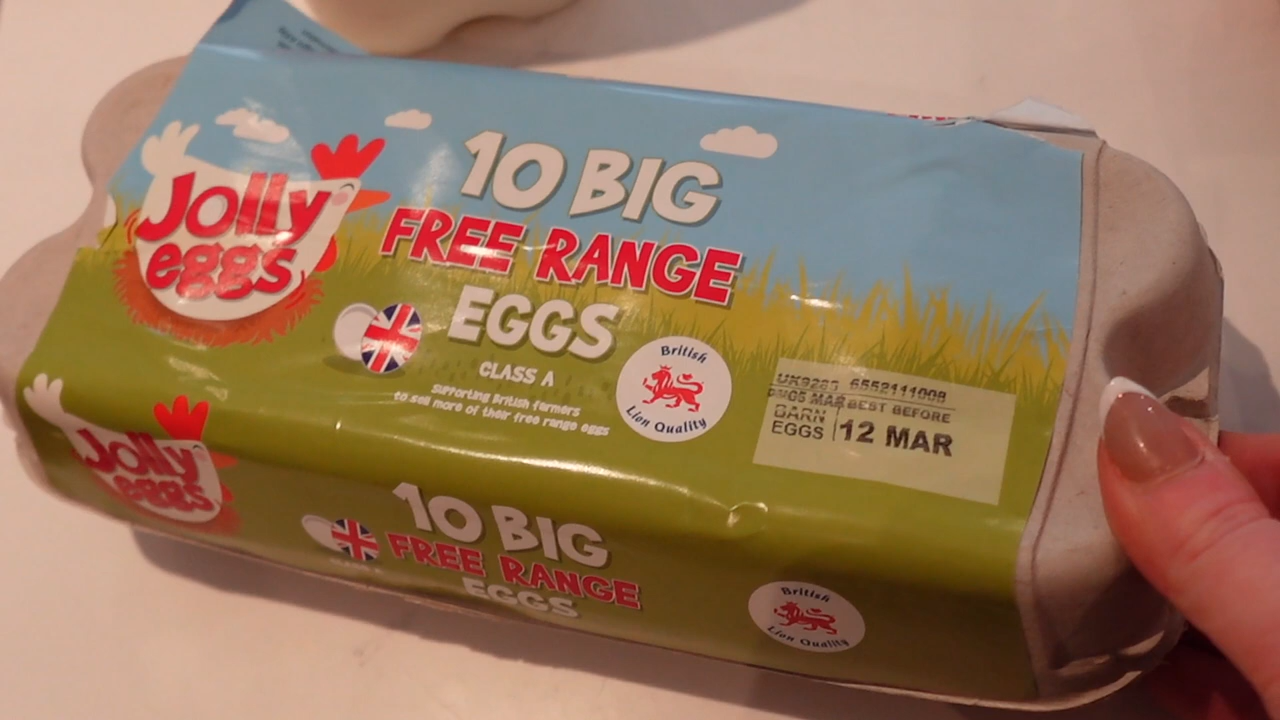 Jolly
eggs
10 BIG
FREE RANGE
EGGS
CLASS A
Supporting British farmers
to sell more of their free range eggs
British
Lion Quality
BEST BEFORE
BARN
EGGS
12 MAR
Jolly
eggs
10 BIG
FREE RANGE
EGGS
British
Lion Quality